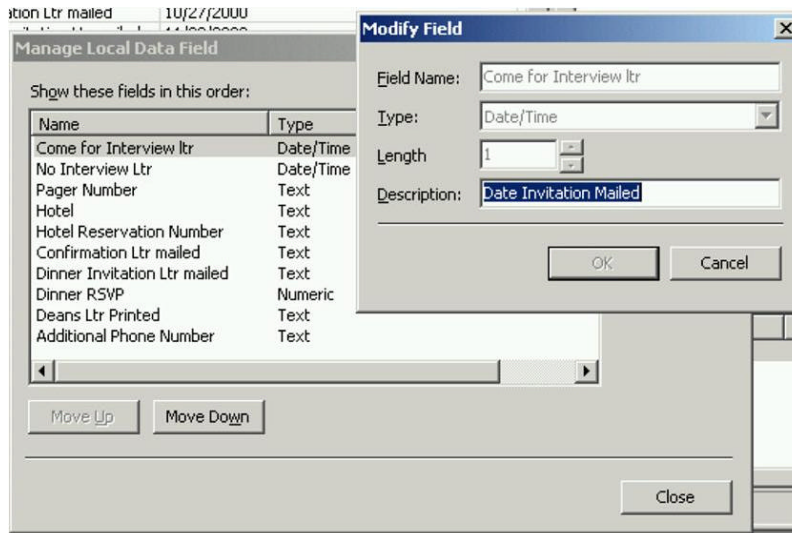 ation Ltr mailed 10/27/2000
Manage Local Data Field
Show these fields in this order:
Name Type
Come for Interview ltr Date/Time
No Interview Ltr Date/Time
Pager Number Text
Hotel Text
Hotel Reservation Number Text
Confirmation Ltr mailed Text
Dinner Invitation Ltr mailed Text
Dinner RSVP Numeric
Deans Ltr Printed Text
Additional Phone Number Text
Move Up Move Down
Close
Modify Field
Field Name: Come for Interview ltr
Type: Date/Time
Length 1
Description: Date Invitation Mailed
OK Cancel